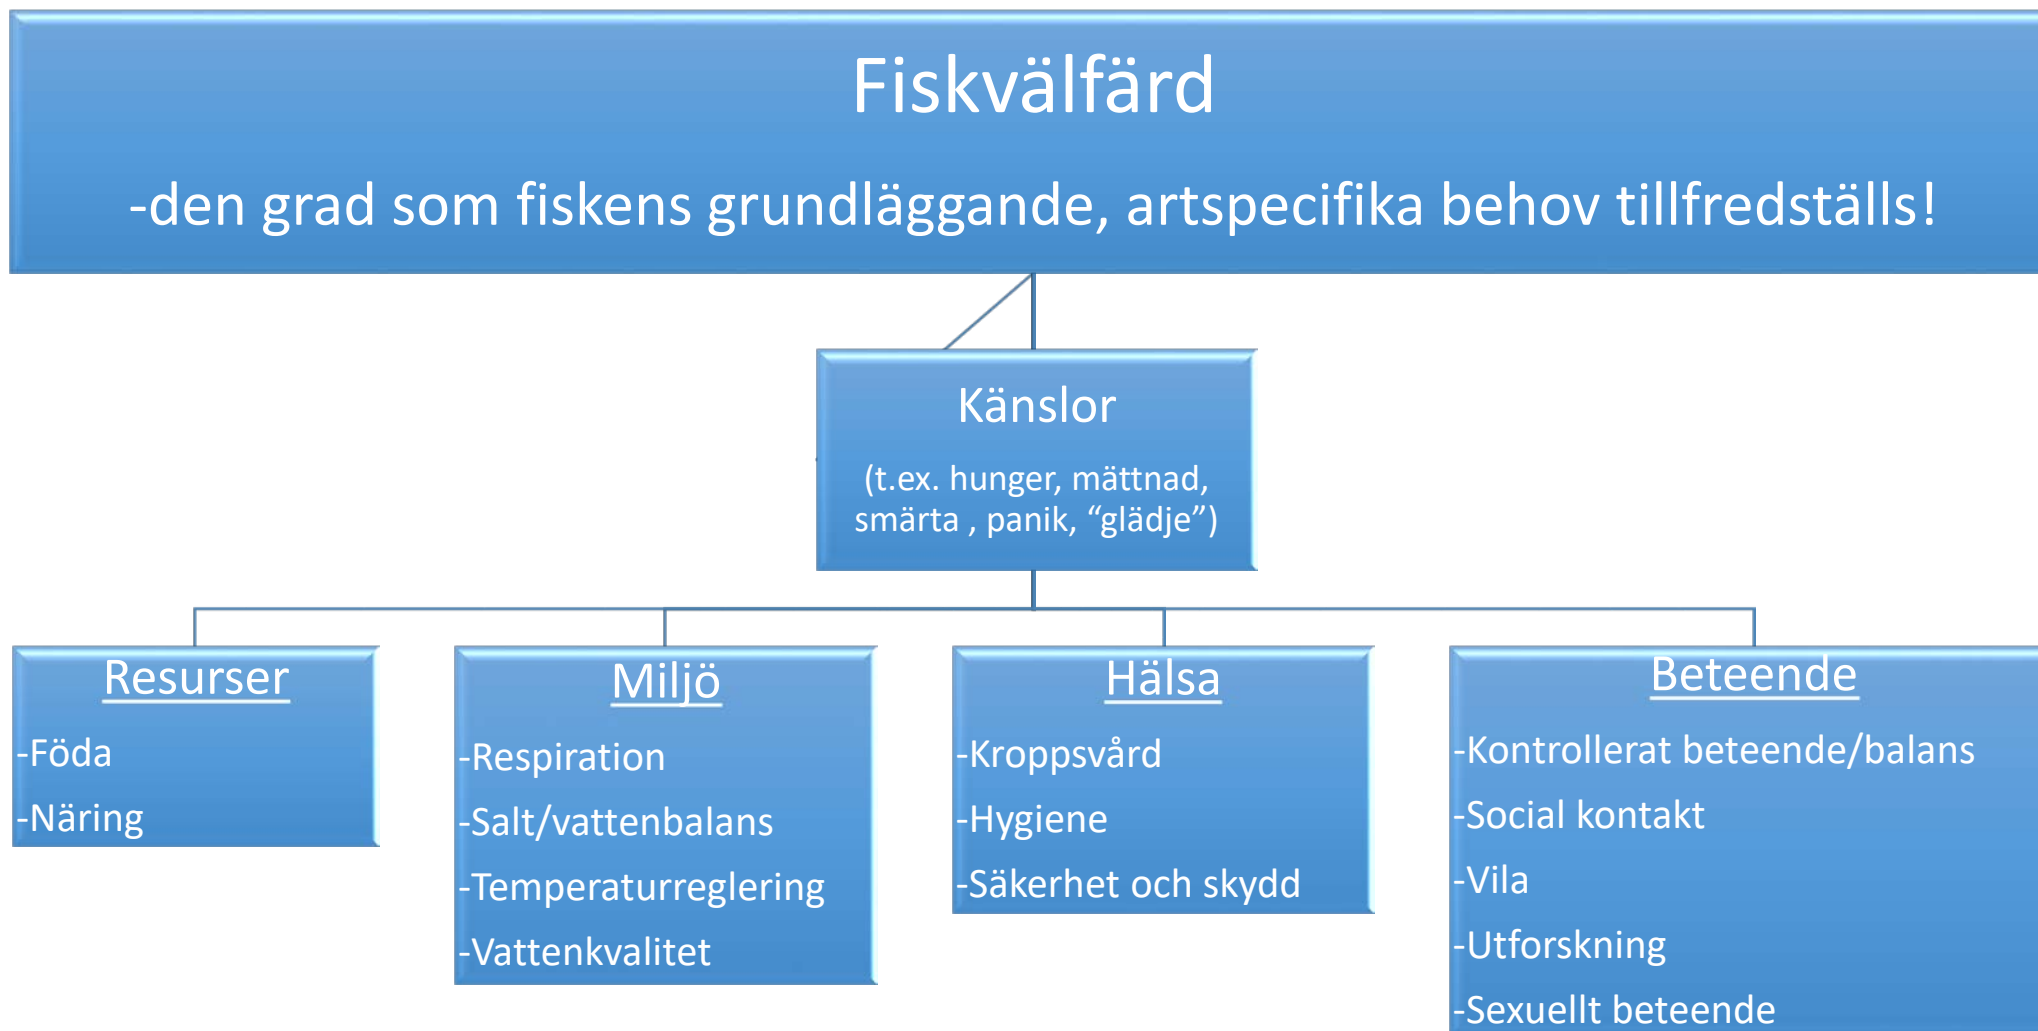 Fiskvälfärd
-den grad som fiskens grundläggande, artspecifika behov tillfredställs!
Känslor
(t.ex. hunger, mättnad,
smärta , panik, “glädje”)
Resurser
-Föda
-Näring
Miljö
-Respiration
-Salt/vattenbalans
-Temperaturreglering
-Vattenkvalitet
Hälsa
-Kroppsvård
-Hygiene
-Säkerhet och skydd
Beteende
-Kontrollerat beteende/balans
-Social kontakt
-Vila
-Utforskning
-Sexuellt beteende